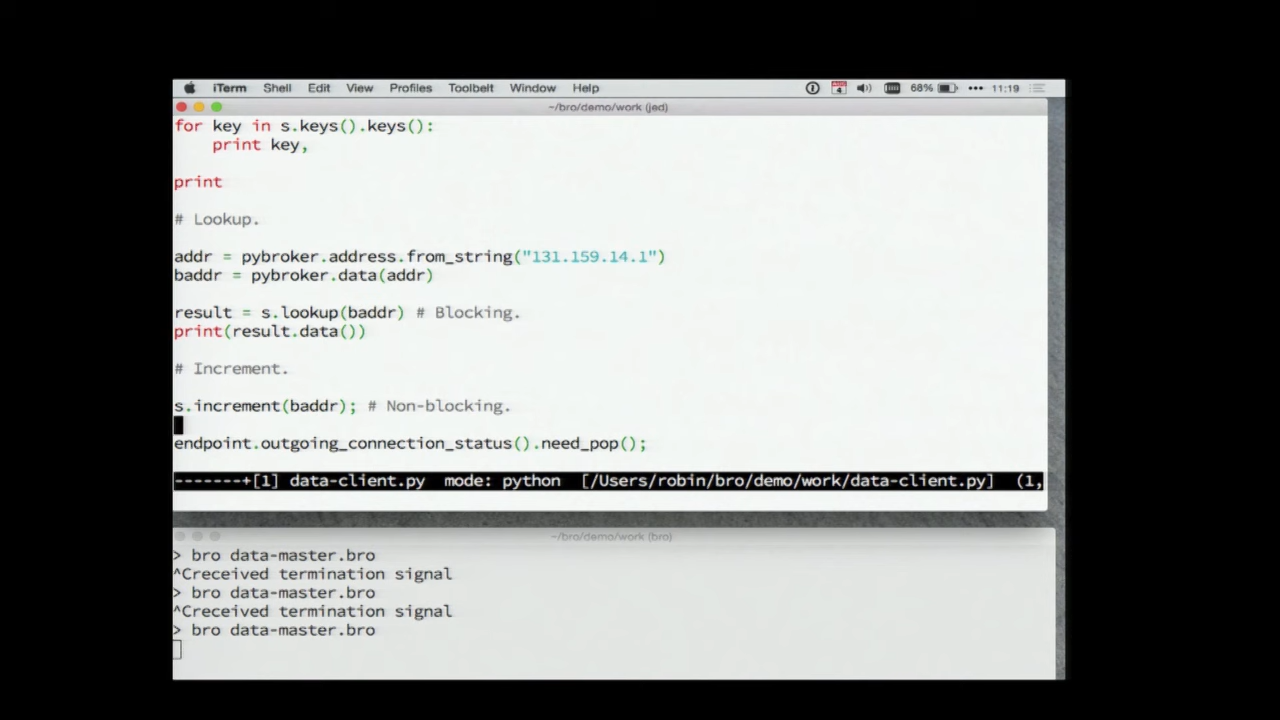 iTerm Shell Edit View Profiles Toolbelt Window Help 68% 11:19
~/bro/demo/work (jed)
for key in s.keys().keys():
print key,
print
# Lookup.
addr = pybroker.address.from_string("131.159.14.1")
baddr = pybroker.data(addr)
result = s.lookup(baddr) # Blocking.
print(result.data())
# Increment.
s.increment(baddr); # Non-blocking.
endpoint.outgoing_connection_status().need_pop();
-------+[1] data-client.py mode: python [/Users/robin/bro/demo/work/data-client.py] (1,
~/bro/demo/work (bro)
> bro data-master.bro
^Creceived termination signal
> bro data-master.bro
^Creceived termination signal
> bro data-master.bro